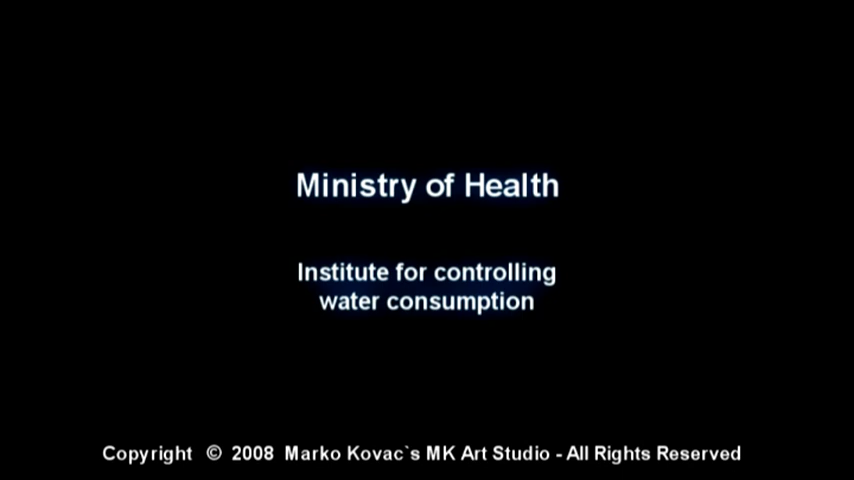 Ministry of Health
Institute for controlling
water consumption
Copyright © 2008 Marko Kovac`s MK Art Studio - All Rights Reserved